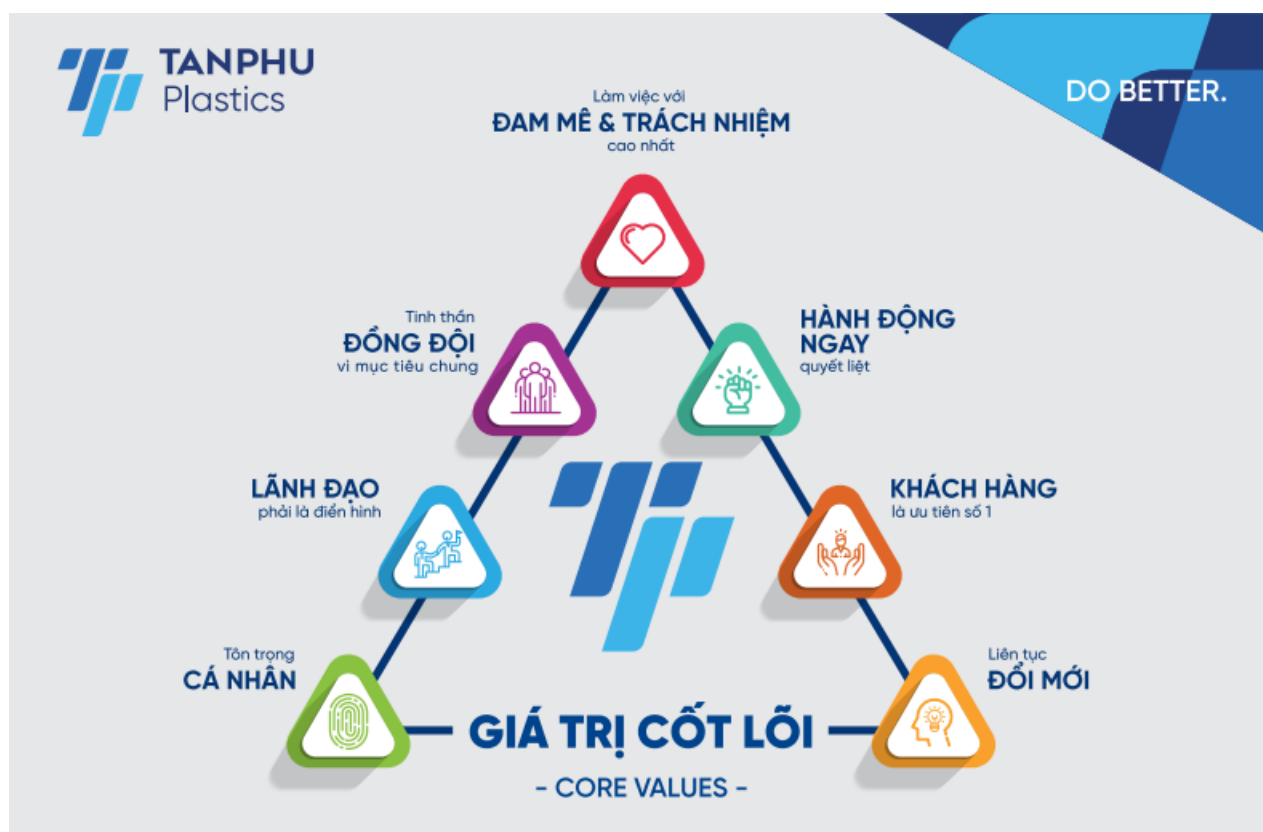 TANPHU
Plastics
DO BETTER.
Làm việc với
ĐAM MÊ & TRÁCH NHIỆM
cao nhất
Tinh thần
ĐỒNG ĐỘI
vì mục tiêu chung
HÀNH ĐỘNG
NGAY
quyết liệt
LÃNH ĐẠO
phải là điển hình
KHÁCH HÀNG
là ưu tiên số 1
Tôn trọng
CÁ NHÂN
Liên tục
ĐỔI MỚI
GIÁ TRỊ CỐT LÕI
- CORE VALUES -